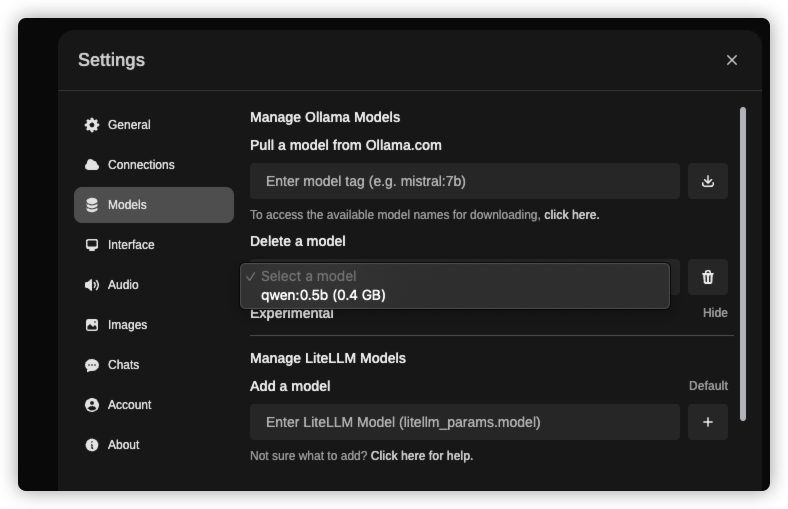 Settings
General
Connections
Models
Interface
Audio
Images
Chats
Account
About
Manage Ollama Models
Pull a model from Ollama.com
Enter model tag (e.g. mistral:7b)
To access the available model names for downloading, click here.
Delete a model
✓ Select a model
qwen:0.5b (0.4 GB)
Experimental Hide
Manage LiteLLM Models
Add a model Default
Enter LiteLLM Model (litellm_params.model)
Not sure what to add? Click here for help.